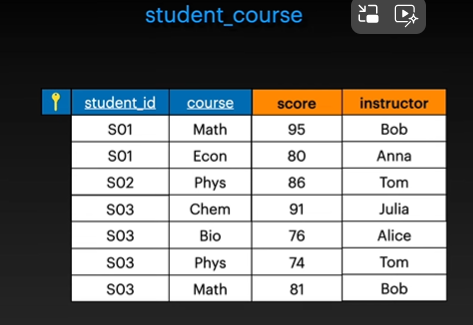 student_course
student_id course score instructor
S01 Math 95 Bob
S01 Econ 80 Anna
S02 Phys 86 Tom
S03 Chem 91 Julia
S03 Bio 76 Alice
S03 Phys 74 Tom
S03 Math 81 Bob